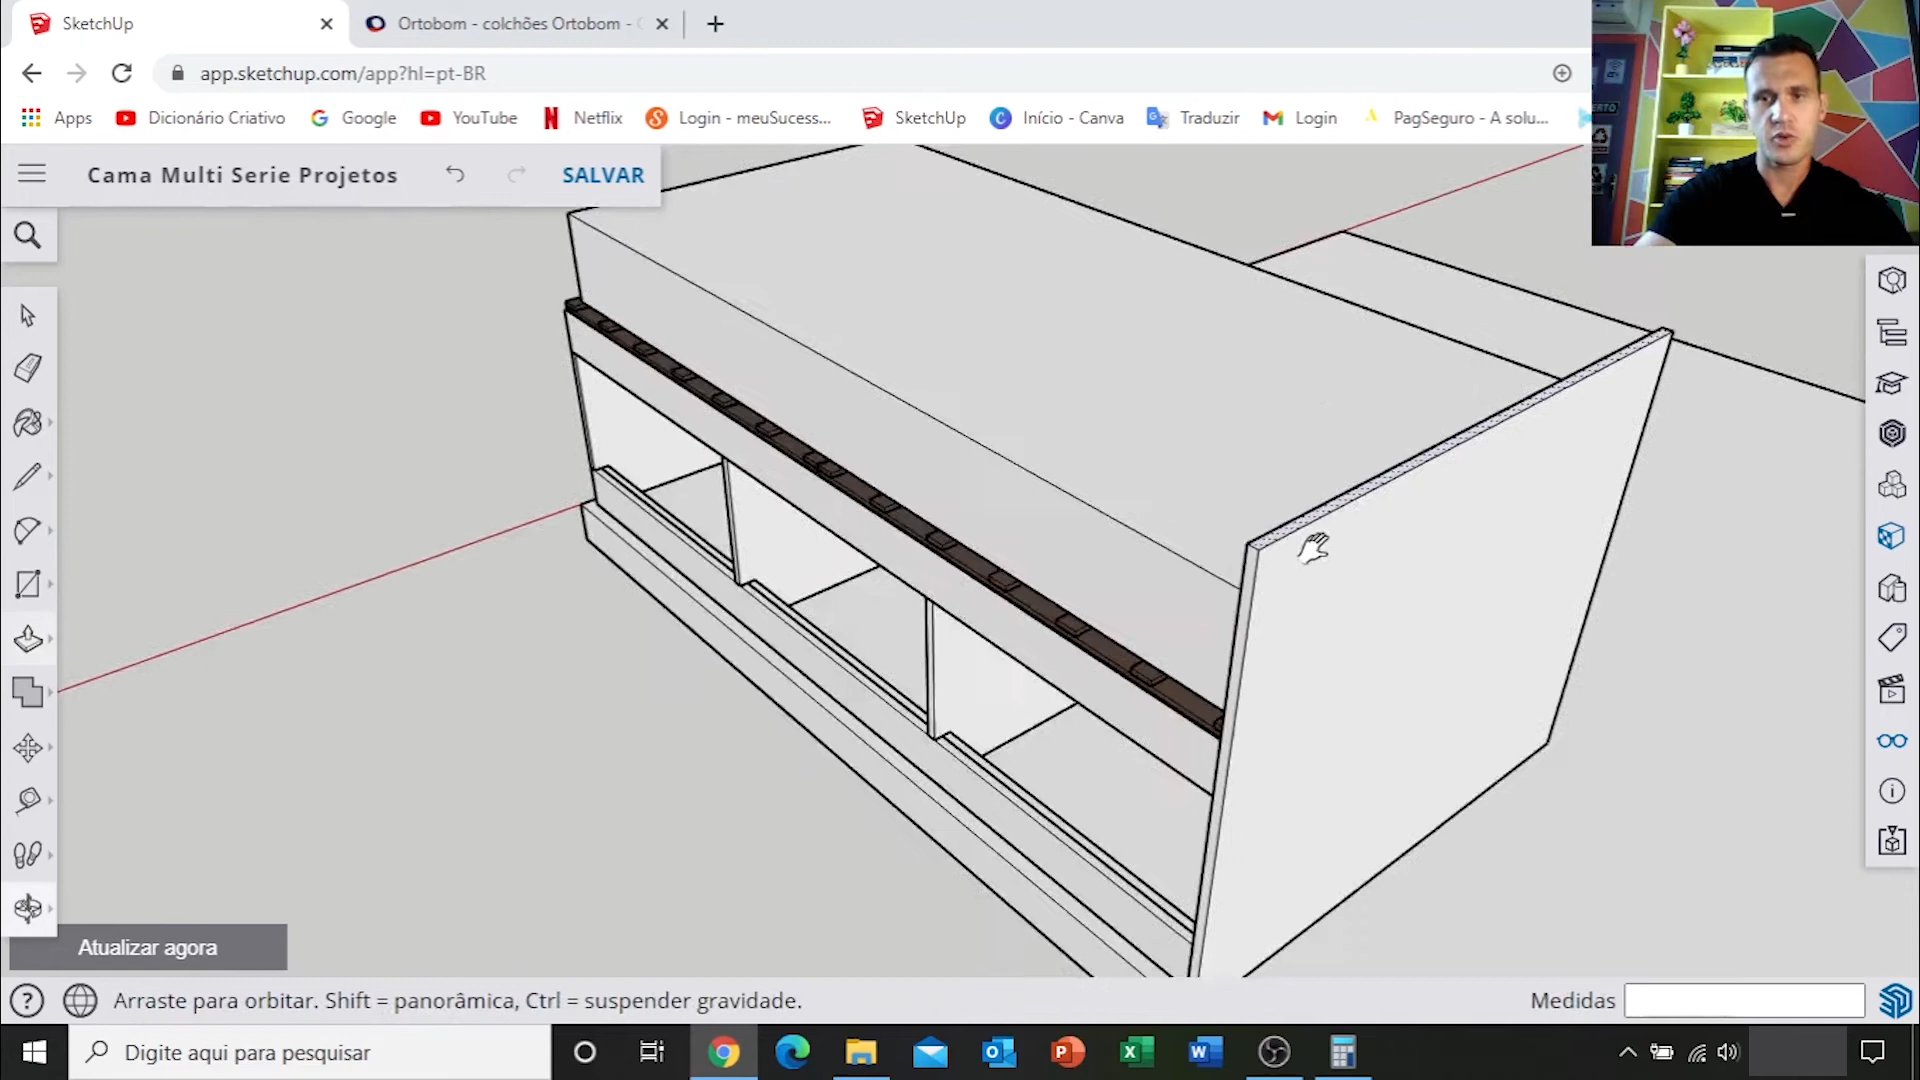 SketchUp
Ortobom - colchões Ortobom -
app.sketchup.com/app?hl=pt-BR
Apps Dicionário Criativo Google YouTube Netflix Login - meuSucess... SketchUp Início - Canva Traduzir Login PagSeguro - A solu...
Cama Multi Serie Projetos SALVAR
Atualizar agora
Arraste para orbitar. Shift = panorâmica, Ctrl = suspender gravidade. Medidas
Digite aqui para pesquisar